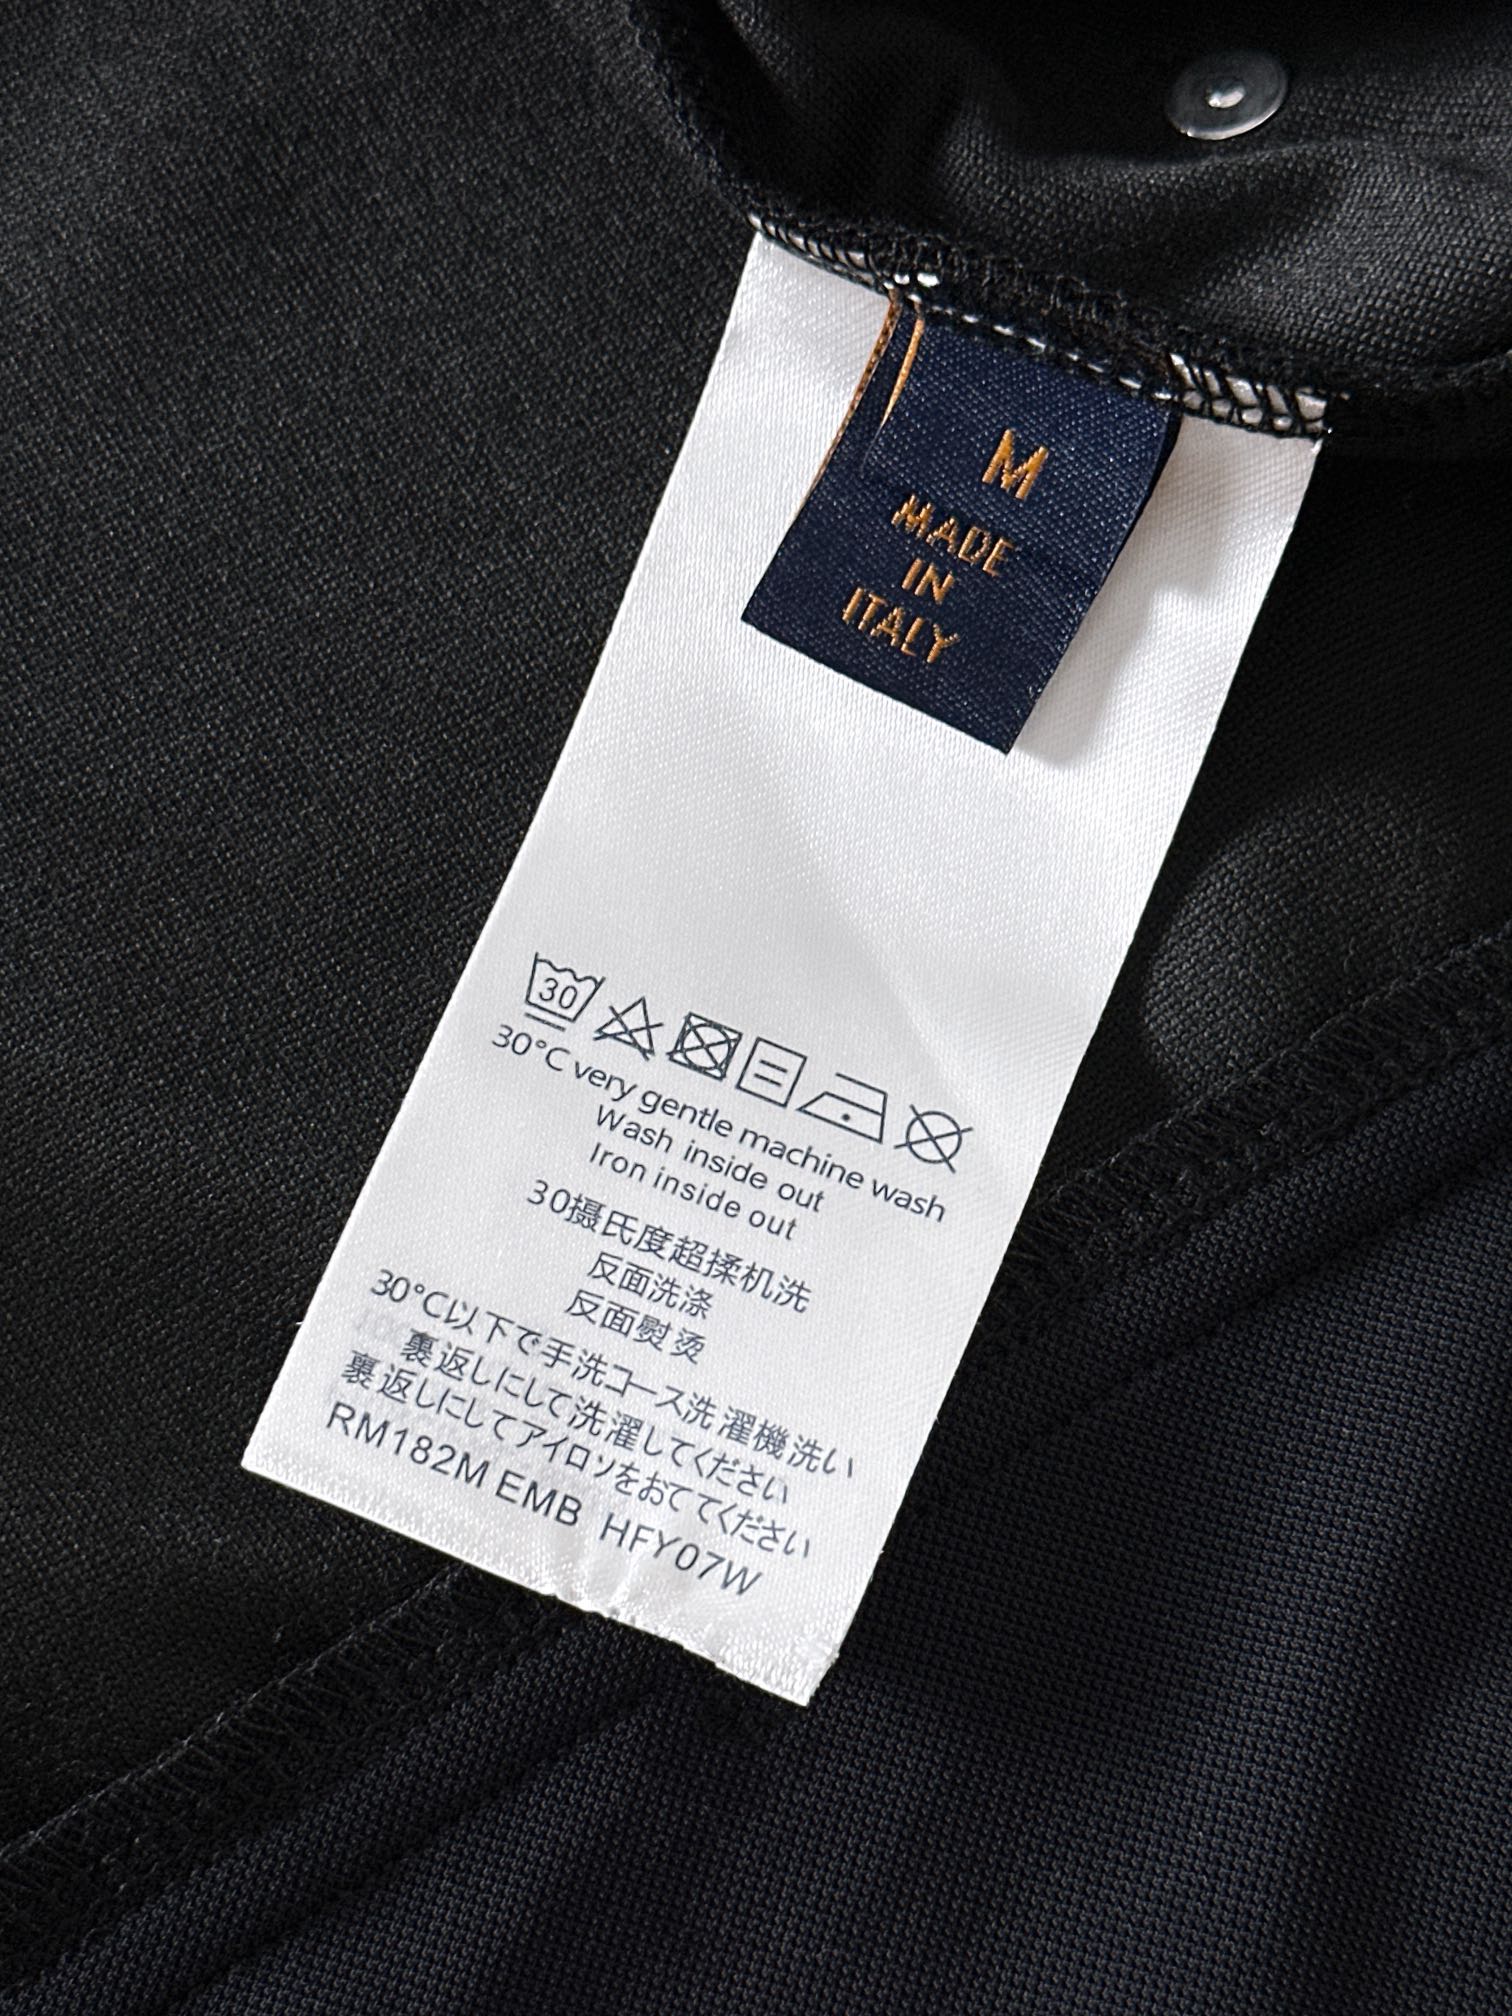 M
MADE
IN
ITALY
30
30°C very gentle machine wash
Wash inside out
Iron inside out
30摄氏度超揉机洗
反面洗涤
反面熨烫
30°C以下で手洗コース洗濯機洗い
裏返しにして洗濯してください
裏返しにしてアイロンをおててください
RM182M EMB HFY07W